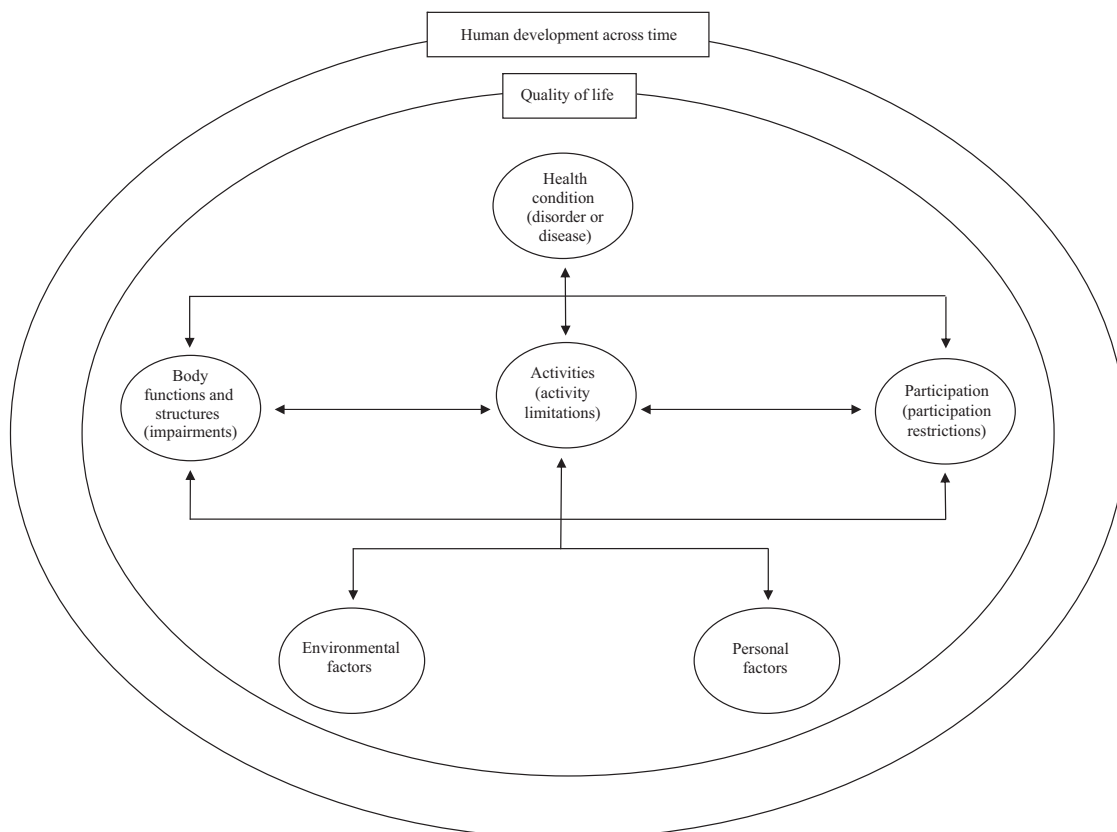 Human development across time
Quality of life
Health
condition
(disorder or
disease)
Body
functions and
structures
(impairments)
Activities
(activity
limitations)
Participation
(participation
restrictions)
Environmental
factors
Personal
factors